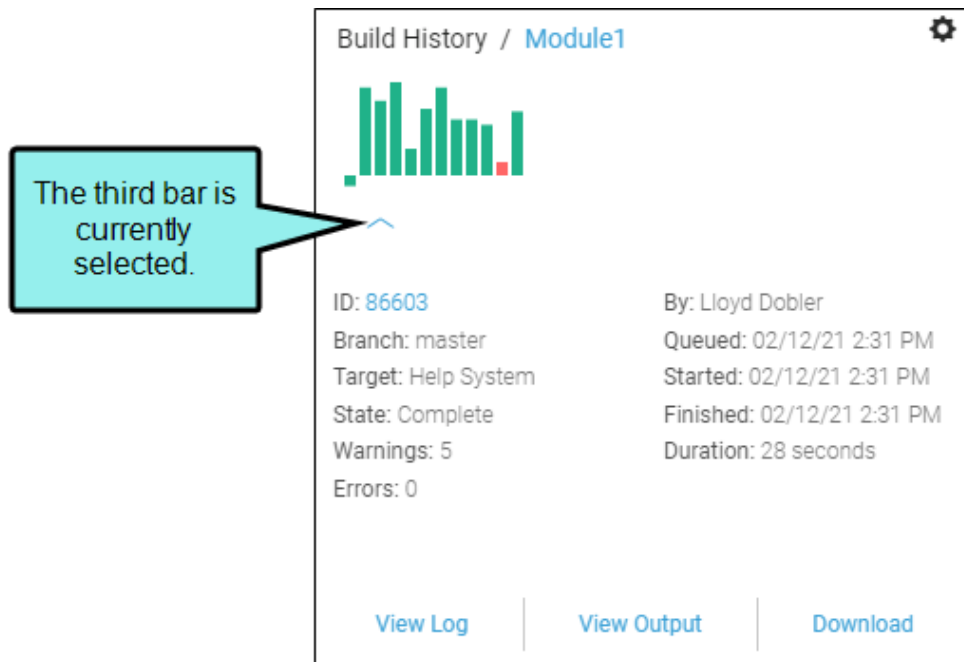 Build History / Module1
The third bar is
currently
selected.
ID: 86603
By: Lloyd Dobler
Branch: master
Queued: 02/12/21 2:31 PM
Target: Help System
Started: 02/12/21 2:31 PM
State: Complete
Finished: 02/12/21 2:31 PM
Warnings: 5
Duration: 28 seconds
Errors: 0
View Log
View Output
Download